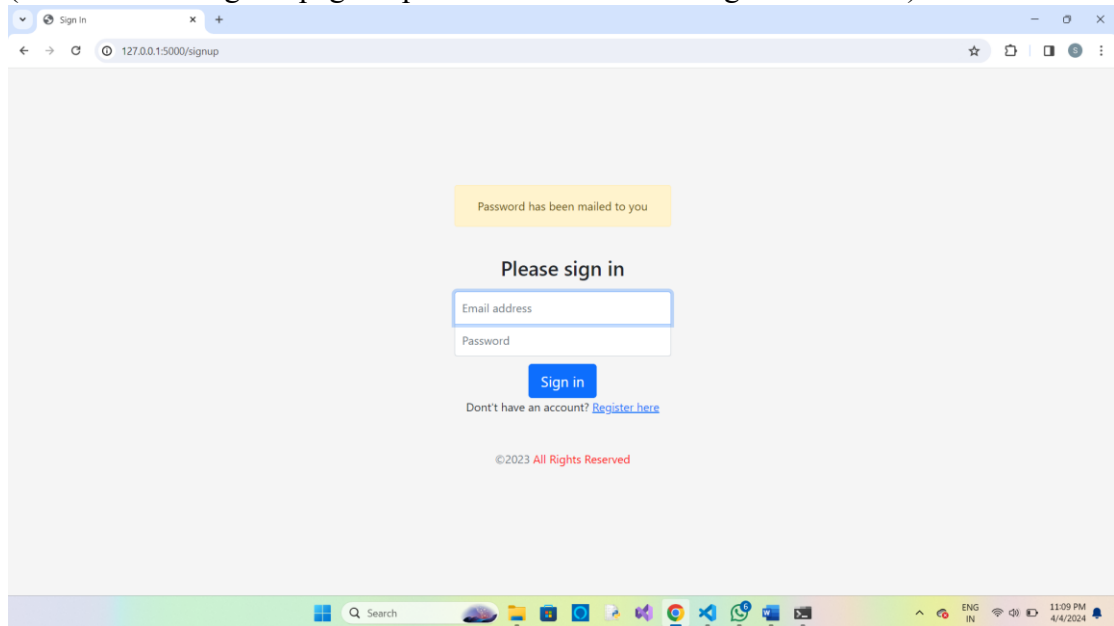 Sign In
127.0.0.1:5000/signup
S
Password has been mailed to you
Please sign in
Email address
Password
Sign in
Dont't have an account? Register here
©2023 All Rights Reserved
Search
ENG
IN
11:09 PM
4/4/2024